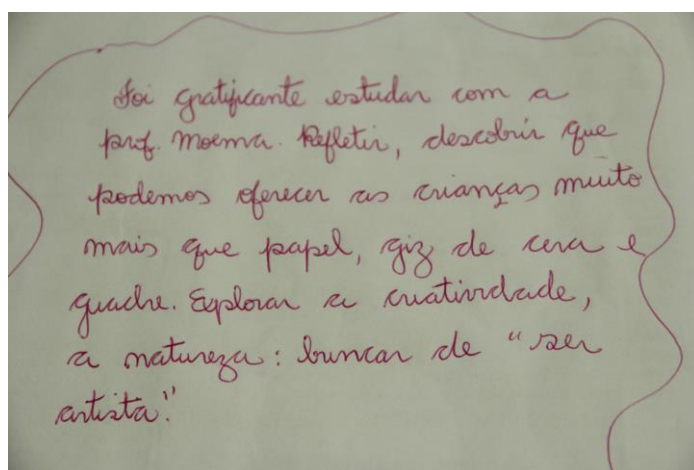 Foi gratificante estudar com a
prof. Moema. Refletir, descobrir que
podemos oferecer as crianças muito
mais que papel, giz de cera e
guache. Explorar a criatividade,
a natureza: brincar de "ser
artista".